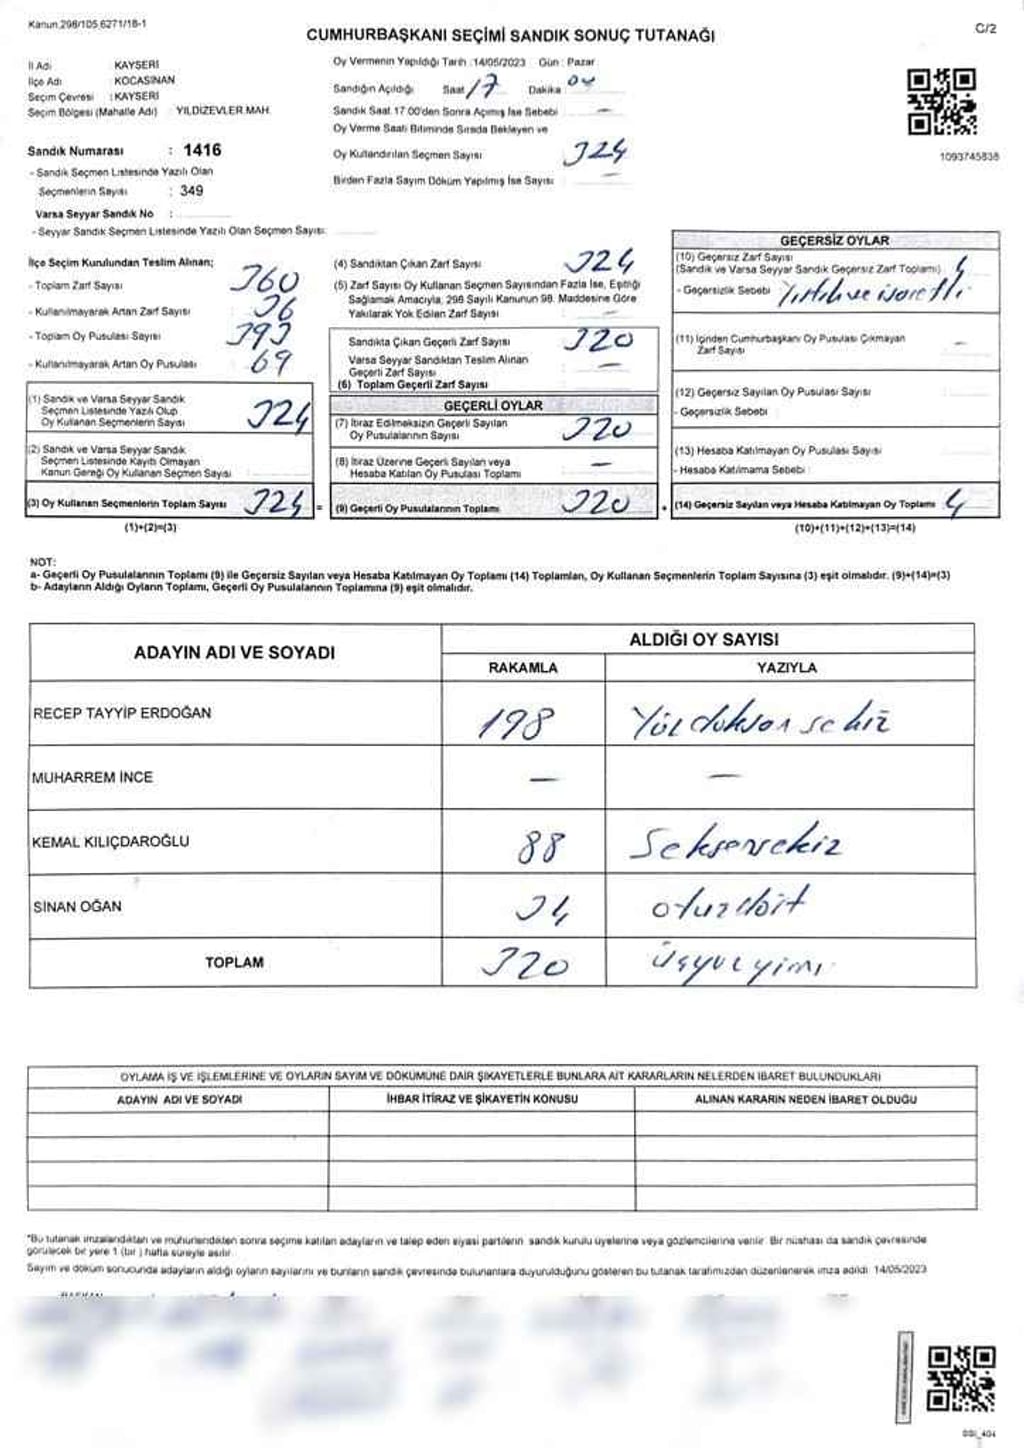 Kanun.298/105,6271/18-1
C/2
CUMHURBAŞKANI SEÇİMİ SANDIK SONUÇ TUTANAĞI
İl Adı : KAYSERİ
İlçe Adı : KOCASİNAN
Seçim Çevresi : KAYSERİ
Seçim Bölgesi (Mahalle Adı) : YILDIZEVLER MAH.
Sandık Numarası : 1416
- Sandık Seçmen Listesinde Yazılı Olan
Seçmenlerin Sayısı : 349
Varsa Seyyar Sandık No :
- Seyyar Sandık Seçmen Listesinde Yazılı Olan Seçmen Sayısı:
Oy Vermenin Yapıldığı Tarih :14/05/2023 Gün : Pazar
Sandığın Açıldığı Saat 17 Dakika 04
Sandık Saat 17.00'den Sonra Açılmış İse Sebebi : —
Oy Verme Saati Bitiminde Sırada Bekleyen ve
Oy Kullandırılan Seçmen Sayısı : 324
Birden Fazla Sayım Döküm Yapılmış İse Sayısı : —
1093745838
İlçe Seçim Kurulundan Teslim Alınan;
- Toplam Zarf Sayısı : 360
- Kullanılmayarak Artan Zarf Sayısı : 36
- Toplam Oy Pusulası Sayısı : 393
- Kullanılmayarak Artan Oy Pusulası : 69
(1) Sandık ve Varsa Seyyar Sandık
Seçmen Listesinde Yazılı Olup
Oy Kullanan Seçmenlerin Sayısı : 324
(2) Sandık ve Varsa Seyyar Sandık
Seçmen Listesinde Kayıtlı Olmayan
Kanun Gereği Oy Kullanan Seçmen Sayısı
(3) Oy Kullanan Seçmenlerin Toplam Sayısı 324 =
(1)+(2)=(3)
(4) Sandıktan Çıkan Zarf Sayısı : 324
(5) Zarf Sayısı Oy Kullanan Seçmen Sayısından Fazla İse, Eşitliği
Sağlamak Amacıyla, 298 Sayılı Kanunun 98. Maddesine Göre
Yakılarak Yok Edilen Zarf Sayısı : —
Sandıkta Çıkan Geçerli Zarf Sayısı : 320
Varsa Seyyar Sandıktan Teslim Alınan
Geçerli Zarf Sayısı : —
(6) Toplam Geçerli Zarf Sayısı :
GEÇERLİ OYLAR
(7) İtiraz Edilmeksizin Geçerli Sayılan
Oy Pusulalarının Sayısı : 320
(8) İtiraz Üzerine Geçerli Sayılan veya
Hesaba Katılan Oy Pusulası Toplamı : —
(9) Geçerli Oy Pusulalarının Toplamı : 320 +
GEÇERSİZ OYLAR
(10) Geçersiz Zarf Sayısı
(Sandık ve Varsa Seyyar Sandık Geçersiz Zarf Toplamı) : 4
- Geçersizlik Sebebi : Yırtık ve işaretli
(11) İçinden Cumhurbaşkanı Oy Pusulası Çıkmayan
Zarf Sayısı : —
(12) Geçersiz Sayılan Oy Pusulası Sayısı :
- Geçersizlik Sebebi :
(13) Hesaba Katılmayan Oy Pusulası Sayısı :
- Hesaba Katılmama Sebebi :
(14) Geçersiz Sayılan veya Hesaba Katılmayan Oy Toplamı : 4
(10)+(11)+(12)+(13)=(14)
NOT:
a- Geçerli Oy Pusulalarının Toplamı (9) ile Geçersiz Sayılan veya Hesaba Katılmayan Oy Toplamı (14) Toplamları, Oy Kullanan Seçmenlerin Toplam Sayısına (3) eşit olmalıdır. (9)+(14)=(3)
b- Adayların Aldığı Oyların Toplamı, Geçerli Oy Pusulalarının Toplamına (9) eşit olmalıdır.
ADAYIN ADI VE SOYADI
ALDIĞI OY SAYISI
RAKAMLA YAZIYLA
RECEP TAYYİP ERDOĞAN 198 Yüzdoksan sekiz
MUHARREM İNCE — —
KEMAL KILIÇDAROĞLU 88 Seksensekiz
SİNAN OĞAN 34 otuzdört
TOPLAM 320 üçyüzyirmi
OYLAMA İŞ VE İŞLEMLERİNE VE OYLARIN SAYIM VE DÖKÜMÜNE DAİR ŞİKAYETLERLE BUNLARA AİT KARARLARIN NELERDEN İBARET BULUNDUKLARI
ADAYIN ADI VE SOYADI İHBAR İTİRAZ VE ŞİKAYETİN KONUSU ALINAN KARARIN NEDEN İBARET OLDUĞU
*Bu tutanak imzalandıktan ve mühürlendikten sonra seçime katılan adayların ve talep eden siyasi partilerin sandık kurulu üyelerine veya gözlemcilerine verilir. Bir nüshası da sandık çevresinde
görülecek bir yere 1 (bir ) hafta süreyle asılır.
Sayım ve döküm sonucunda adayların aldığı oyların sayılarını ve bunların sandık çevresinde bulunanlara duyurulduğunu gösteren bu tutanak tarafımızdan düzenlenerek imza edildi. 14/05/2023